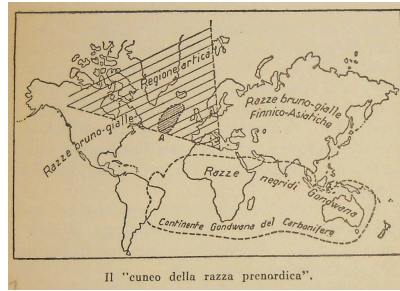 Regione artica
Razze bruno-gialle
Razze bruno-gialle
Finnico-Asiatiche
A
Razze negridi
Gondwana
Continente Gondwana del Carbonifero
Il "cuneo della razza prenordica".